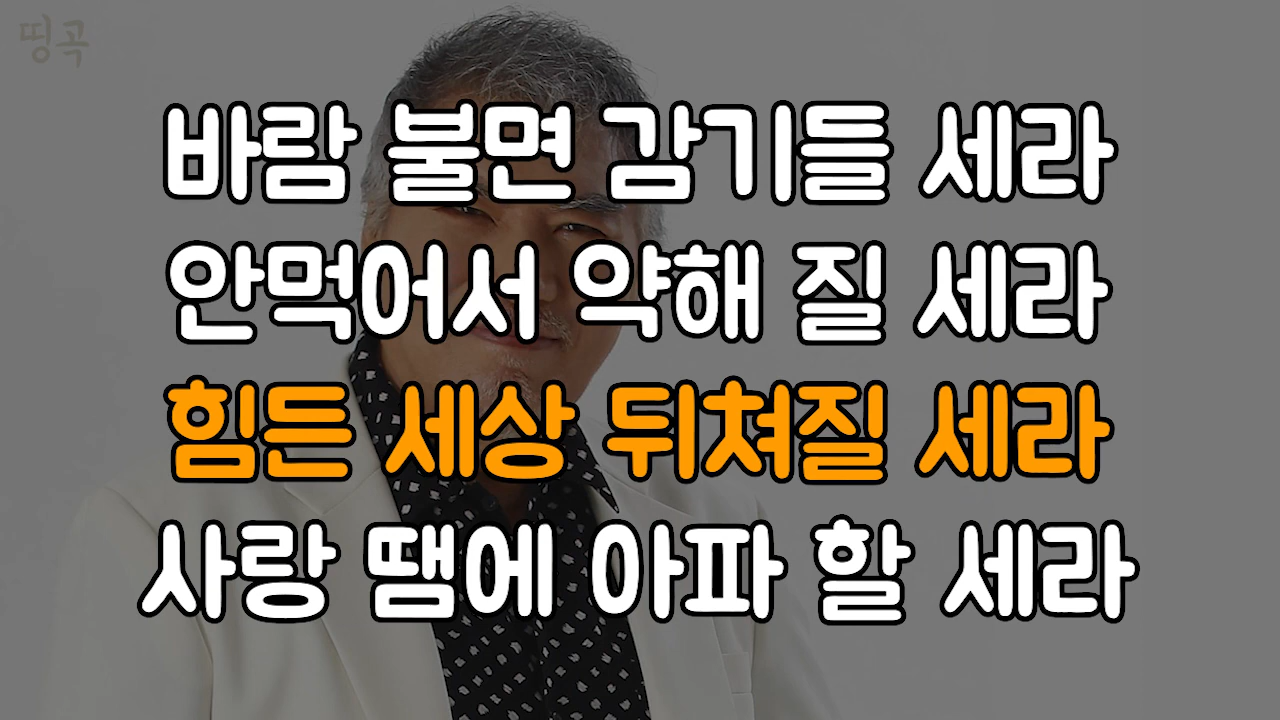 띵곡
바람 불면 감기들 세라
안먹어서 약해 질 세라
힘든 세상 뒤쳐질 세라
사랑 땜에 아파 할 세라